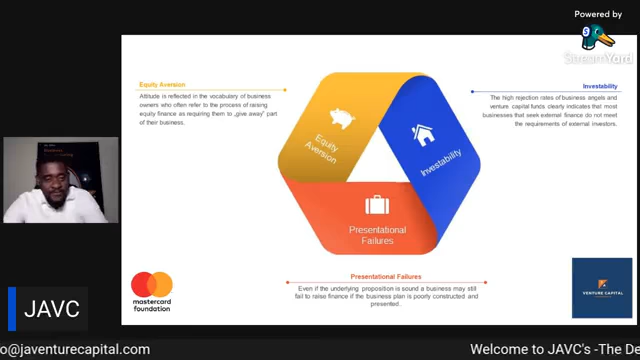 Powered by
StreamYard
Equity Aversion
Attitude is reflected in the vocabulary of business
owners who often refer to the process of raising
equity finance as requiring them to „give away" part
of their business.
Investability
The high rejection rates of business angels and
venture capital funds clearly indicates that most
businesses that seek external finance do not meet
the requirements of external investors.
Equity
Aversion
Investability
Presentational
Failures
Presentational Failures
Even if the underlying proposition is sound a business may still
fail to raise finance if the business plan is poorly constructed and
presented.
mastercard
foundation
VENTURE CAPITAL
JAVC
o@javenturecapital.com
Welcome to JAVC's -The De